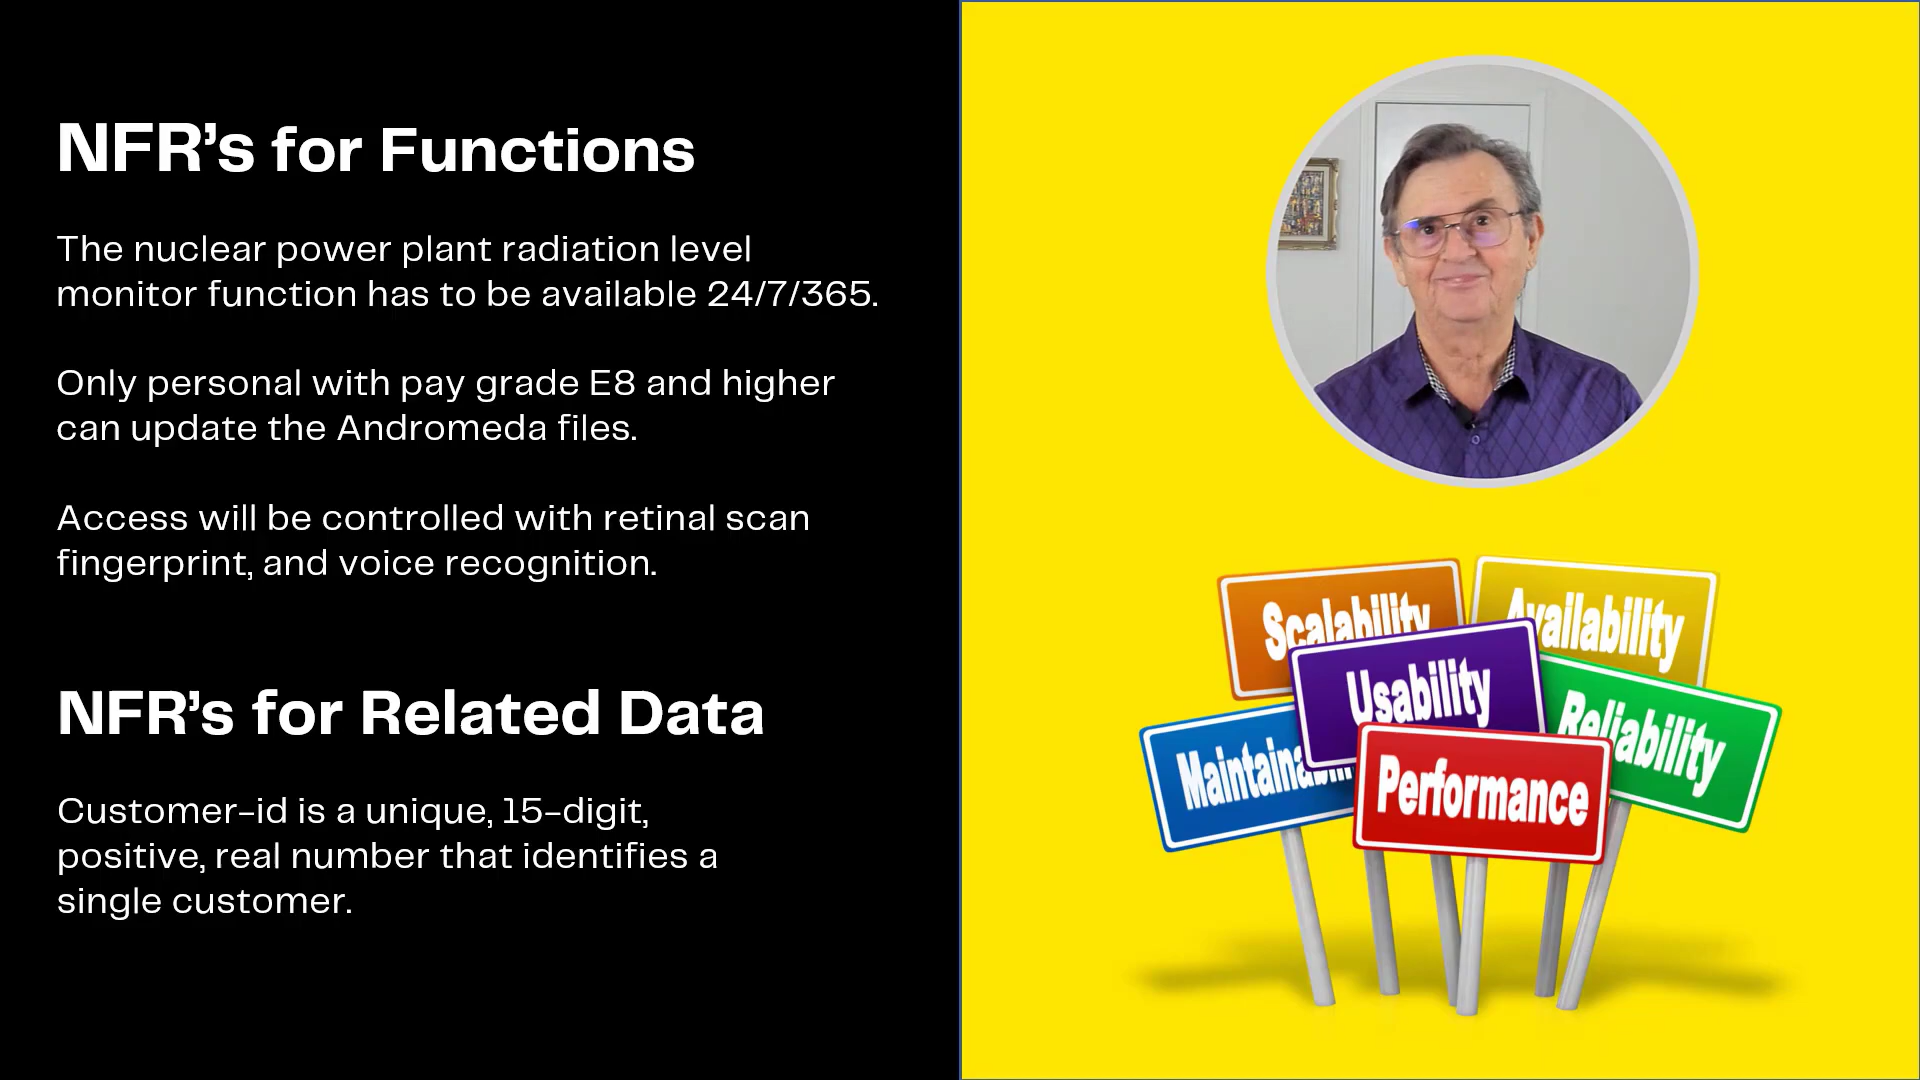 NFR’s for Functions
The nuclear power plant radiation level
monitor function has to be available 24/7/365.
Only personal with pay grade E8 and higher
can update the Andromeda files.
Access will be controlled with retinal scan
fingerprint, and voice recognition.
NFR’s for Related Data
Customer-id is a unique, 15-digit,
positive, real number that identifies a
single customer.
Scalability
Availability
Usability
Reliability
Performance